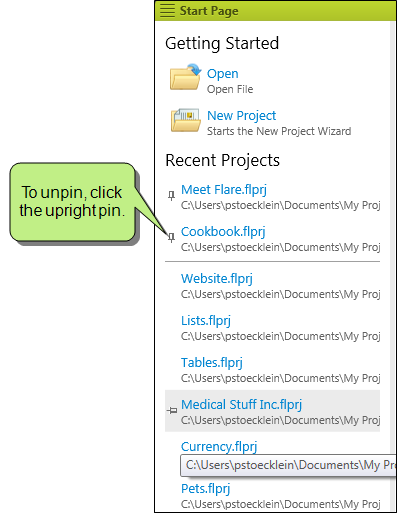 Start Page
Getting Started
Open
Open File
New Project
Starts the New Project Wizard
Recent Projects
Meet Flare.flprj
C:\Users\pstoecklein\Documents\My Proj
To unpin, click
the upright pin.
Cookbook.flprj
C:\Users\pstoecklein\Documents\My Proj
Website.flprj
C:\Users\pstoecklein\Documents\My Proj
Lists.flprj
C:\Users\pstoecklein\Documents\My Proj
Tables.flprj
C:\Users\pstoecklein\Documents\My Proj
Medical Stuff Inc.flprj
C:\Users\pstoecklein\Documents\My Proj
Currency.flprj
C:\Users\pstoecklein\Documents\My Pro
Pets.flprj
C:\Users\pstoecklein\Documents\My Proj